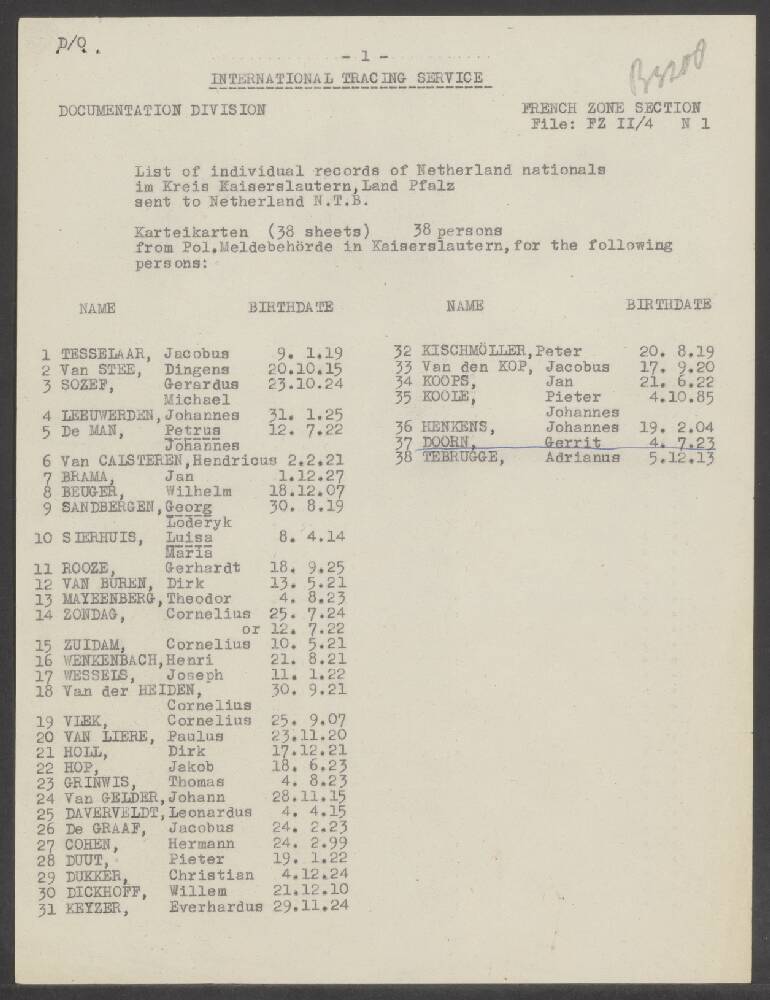 D/Q.
- 1 -
INTERNATIONAL TRACING SERVICE
DOCUMENTATION DIVISION
FRENCH ZONE SECTION
File: FZ II/4 N 1
List of individual records of Netherland nationals
im Kreis Kaiserslautern,Land Pfalz
sent to Netherland N.T.B.
Karteikarten (38 sheets) 38 persons
from Pol.Meldebehörde in Kaiserslautern,for the following
persons:
NAME BIRTHDATE
1 TESSELAAR, Jacobus 9. 1.19
2 Van STEE, Dingens 20.10.15
3 SOZEF, Gerardus 23.10.24
Michael
4 LEEUWERDEN,Johannes 31. 1.25
5 De MAN, Petrus 12. 7.22
Johannes
6 Van CALSTEREN,Hendricus 2.2.21
7 BRAMA, Jan 1.12.27
8 BEUGER, Wilhelm 18.12.07
9 SANDBERGEN,Georg 30. 8.19
Loderyk
10 SIERHUIS, Luisa 8. 4.14
Maria
11 ROOZE, Gerhardt 18. 9.25
12 VAN BUREN, Dirk 13. 5.21
13 MAYEENBERG,Theodor 4. 8.23
14 ZONDAG, Cornelius 25. 7.24
or 12. 7.22
15 ZUIDAM, Cornelius 10. 5.21
16 WENKENBACH,Henri 21. 8.21
17 WESSELS, Joseph 11. 1.22
18 Van der HEIDEN, 30. 9.21
Cornelius
19 VLEK, Cornelius 25. 9.07
20 VAN LIERE, Paulus 23.11.20
21 HOLL, Dirk 17.12.21
22 HOP, Jakob 18. 6.23
23 GRINWIS, Thomas 4. 8.23
24 Van GELDER,Johann 28.11.15
25 DAVERVELDT,Leonardus 4. 4.15
26 De GRAAF, Jacobus 24. 2.23
27 COHEN, Hermann 24. 2.99
28 DUUT, Pieter 19. 1.22
29 DUKKER, Christian 4.12.24
30 DICKHOFF, Willem 21.12.10
31 KEYZER, Everhardus 29.11.24
NAME BIRTHDATE
32 KISCHMÖLLER,Peter 20. 8.19
33 Van den KOP, Jacobus 17. 9.20
34 KOOPS, Jan 21. 6.22
35 KOOLE, Pieter 4.10.85
Johannes
36 HENKENS, Johannes 19. 2.04
37 DOORN, Gerrit 4. 7.23
38 TEBRUGGE, Adrianus 5.12.13